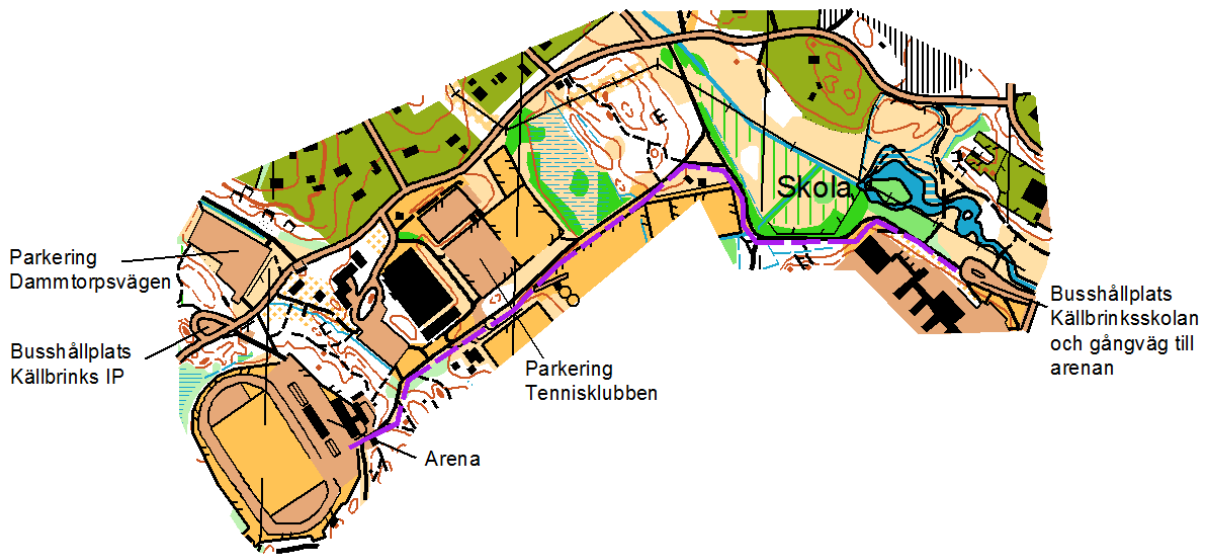 Skola
Parkering
Dammtorpsvägen
Busshållplats
Källbrinks IP
Parkering
Tennisklubben
Arena
Busshållplats
Källbrinksskolan
och gångväg till
arenan